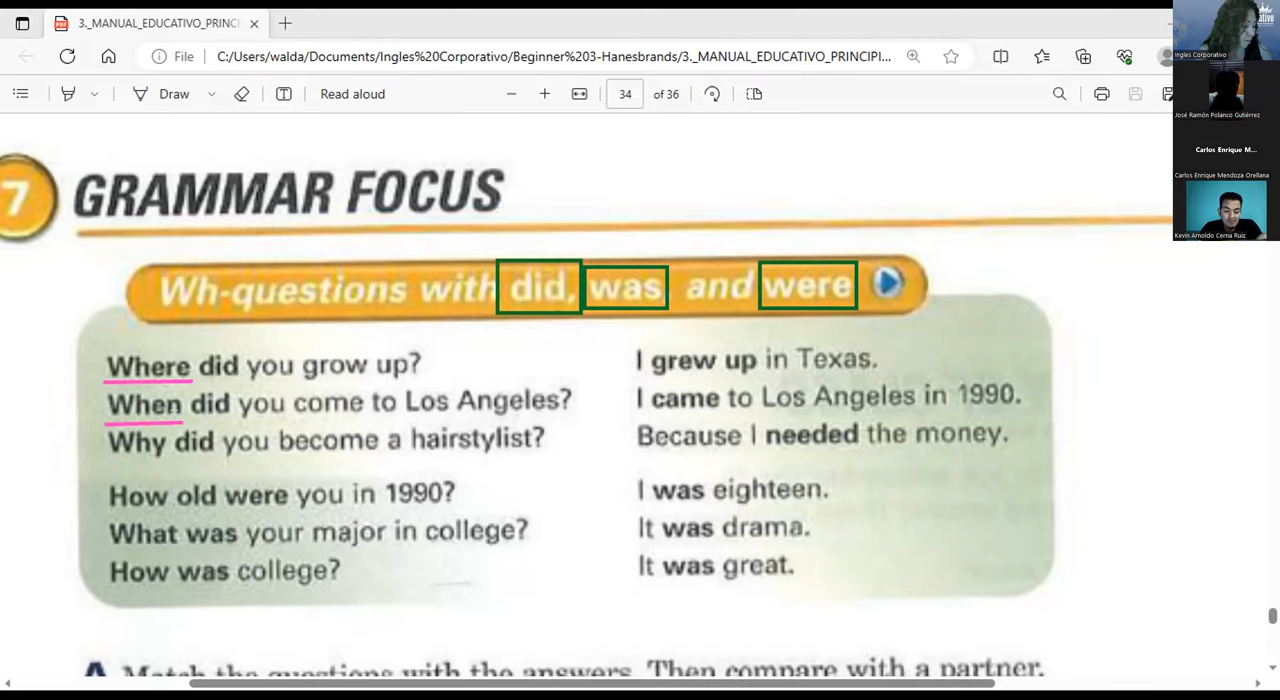 3._MANUAL_EDUCATIVO_PRINCI
File
C:/Users/walda/Documents/Ingles%20Corporativo/Beginner%203-Hanesbrands/3._MANUAL_EDUCATIVO_PRINCIPI...
Draw
Read aloud
34 of 36
Ingles Corporativo
José Ramón Polanco Gutiérrez
Carlos Enrique M...
Carlos Enrique Mendoza Orellana
Kevin Arnoldo Cerna Ruiz
7 GRAMMAR FOCUS
Wh-questions with did, was and were
Where did you grow up? I grew up in Texas.
When did you come to Los Angeles? I came to Los Angeles in 1990.
Why did you become a hairstylist? Because I needed the money.
How old were you in 1990? I was eighteen.
What was your major in college? It was drama.
How was college? It was great.
A Match the questions with the answers. Then compare with a partner.